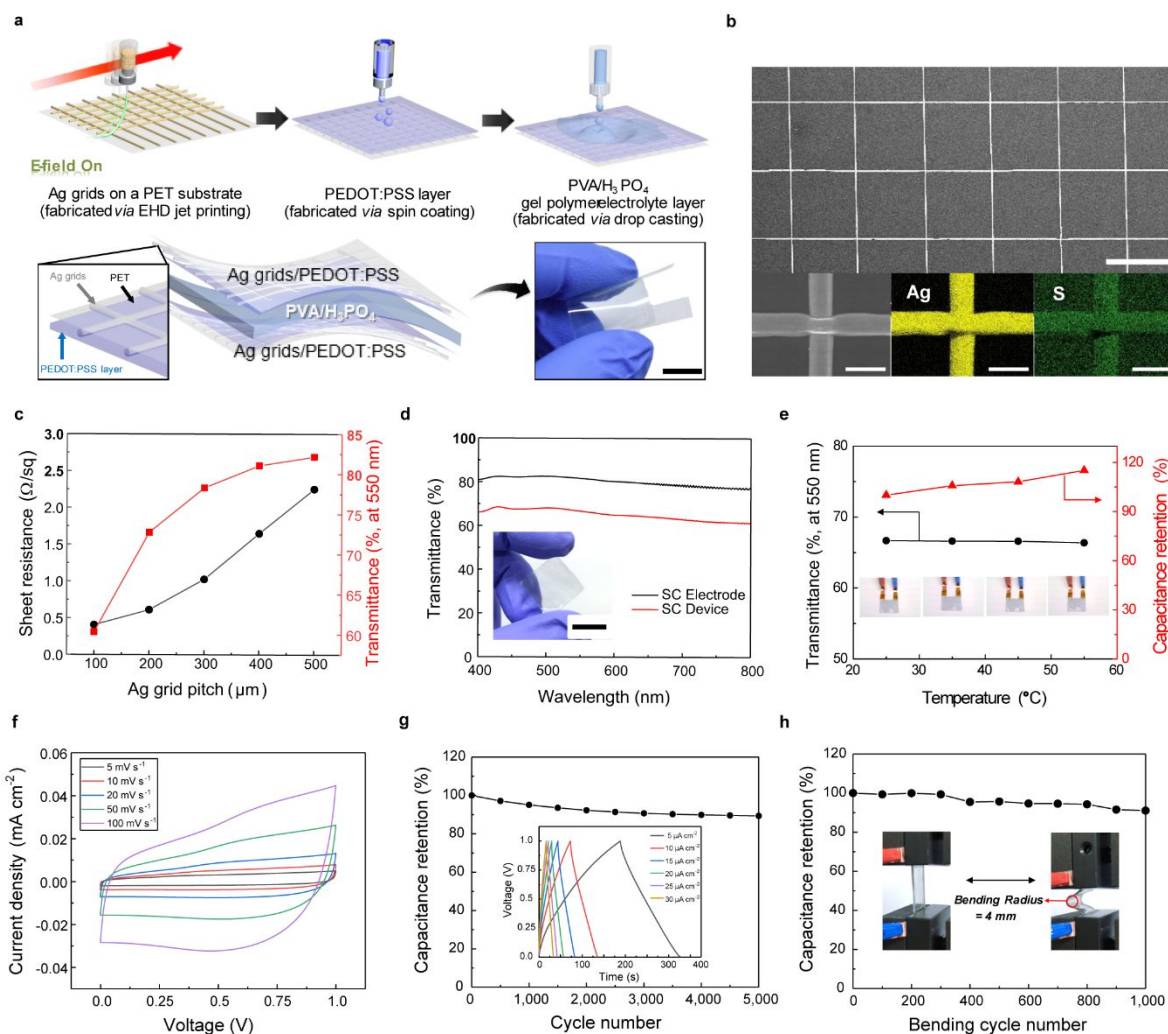 a
E-field On
Ag grids on a PET substrate
(fabricated via EHD jet printing)
PEDOT:PSS layer
(fabricated via spin coating)
PVA/H3PO4
gel polymer electrolyte layer
(fabricated via drop casting)
Ag grids
PET
PEDOT:PSS layer
Ag grids/PEDOT:PSS
PVA/H3PO4
Ag grids/PEDOT:PSS
b
Ag
S
c
Sheet resistance (Ω/sq)
3.0
2.5
2.0
1.5
1.0
0.5
0.0
100 200 300 400 500
Ag grid pitch (µm)
85
80
75
70
65
60
Transmittance (%, at 550 nm)
d
Transmittance (%)
100
80
60
40
20
0
SC Electrode
SC Device
400 500 600 700 800
Wavelength (nm)
e
Transmittance (%, at 550 nm)
80
75
70
65
60
55
50
20 30 40 50 60
Temperature (°C)
120
90
60
30
0
Capacitance retention (%)
f
Current density (mA cm-2)
0.06
0.04
0.02
0.00
-0.02
-0.04
5 mV s-1
10 mV s-1
20 mV s-1
50 mV s-1
100 mV s-1
0.0 0.25 0.5 0.75 1.0
Voltage (V)
g
Capacitance retention (%)
120
100
80
60
40
20
0
Voltage (V)
1.0
0.75
0.5
0.25
0.0
5 µA cm-2
10 µA cm-2
15 µA cm-2
20 µA cm-2
25 µA cm-2
30 µA cm-2
0 100 200 300 400
Time (s)
0 1,000 2,000 3,000 4,000 5,000
Cycle number
h
Capacitance retention (%)
120
100
80
60
40
20
0
Bending Radius
= 4 mm
0 200 400 600 800 1,000
Bending cycle number